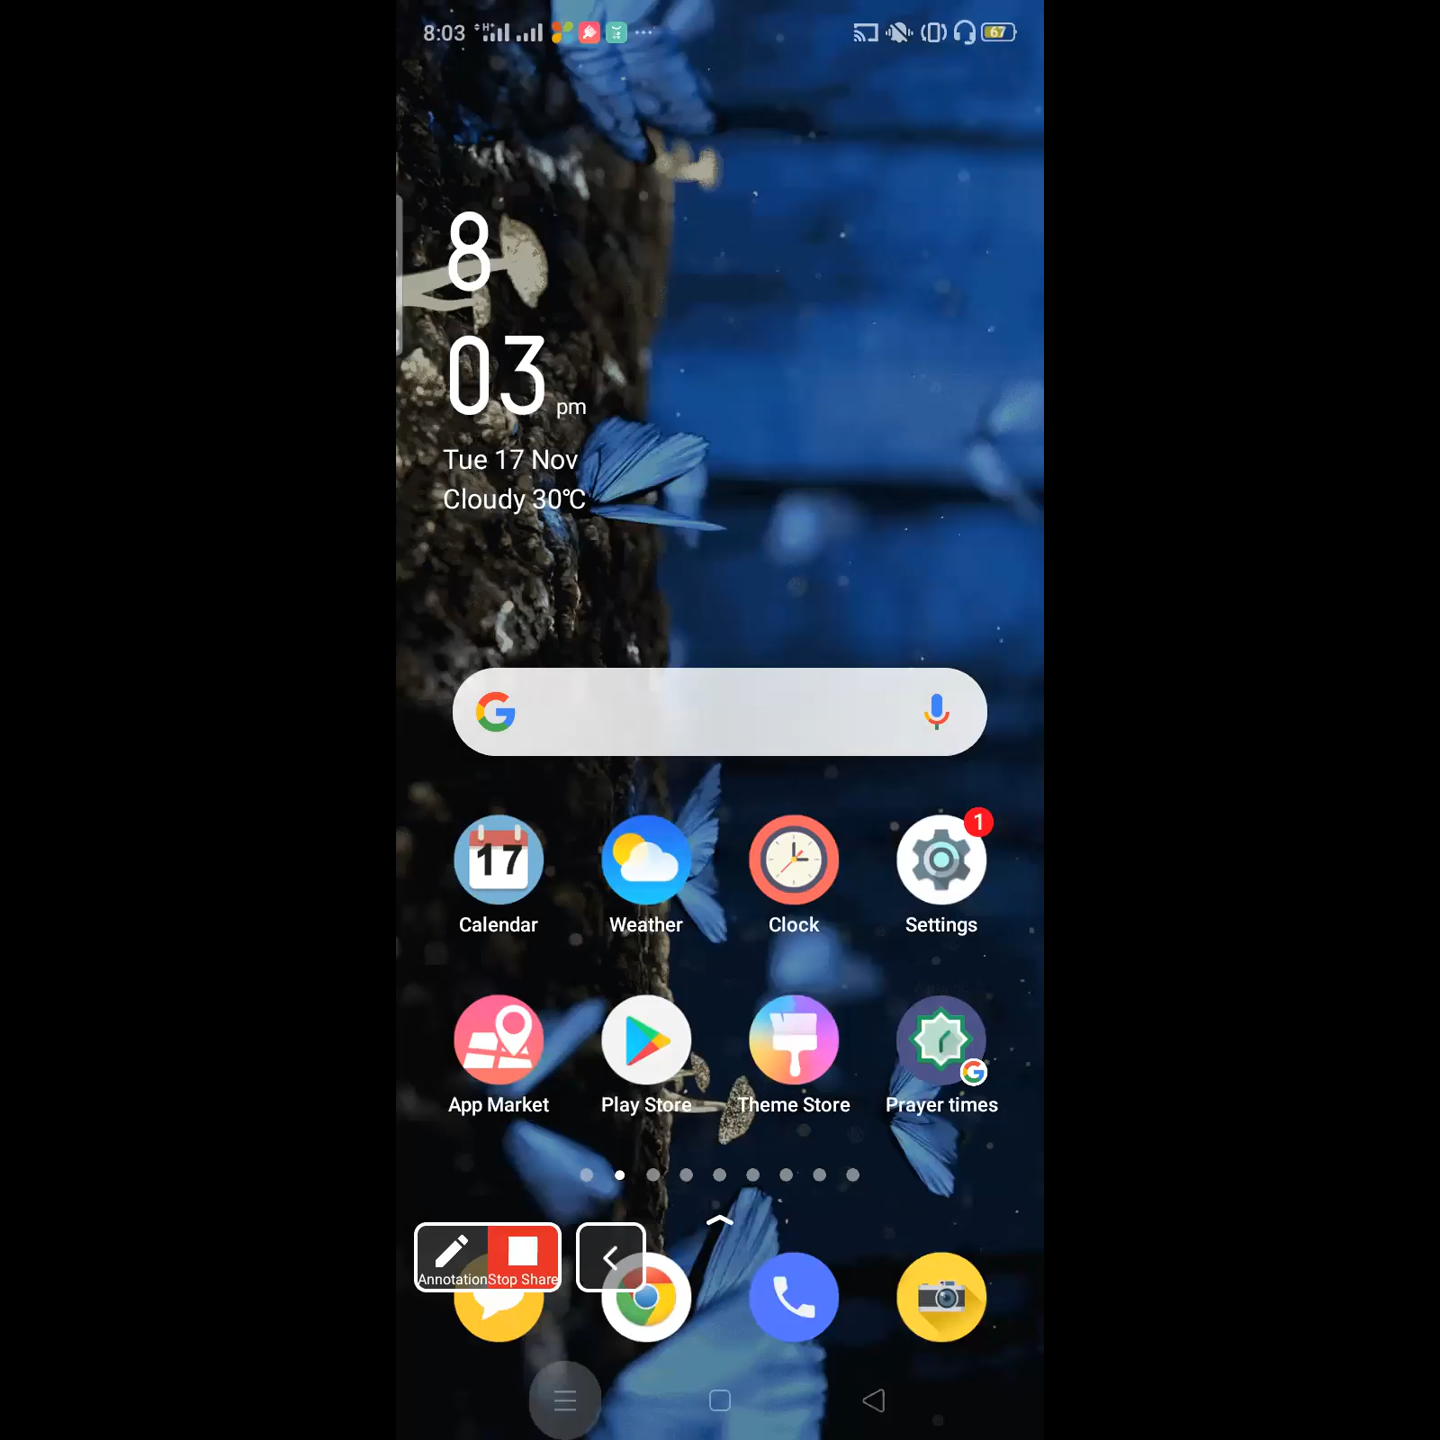 8:03 H 67
8
03 pm
Tue 17 Nov
Cloudy 30℃
17 1
Calendar Weather Clock Settings
App Market Play Store Theme Store Prayer times
Annotation Stop Share